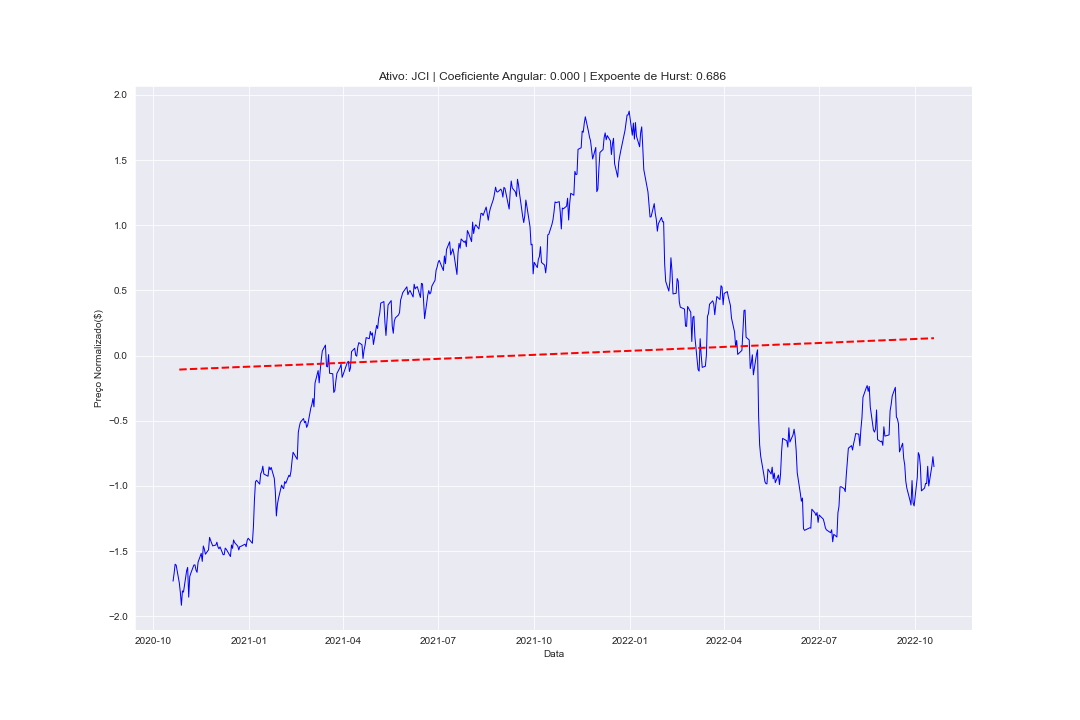 Ativo: JCI | Coeficiente Angular: 0.000 | Expoente de Hurst: 0.686
2.0
1.5
1.0
0.5
0.0
−0.5
−1.0
−1.5
−2.0
Preço Normalizado($)
2020-10 2021-01 2021-04 2021-07 2021-10 2022-01 2022-04 2022-07 2022-10
Data